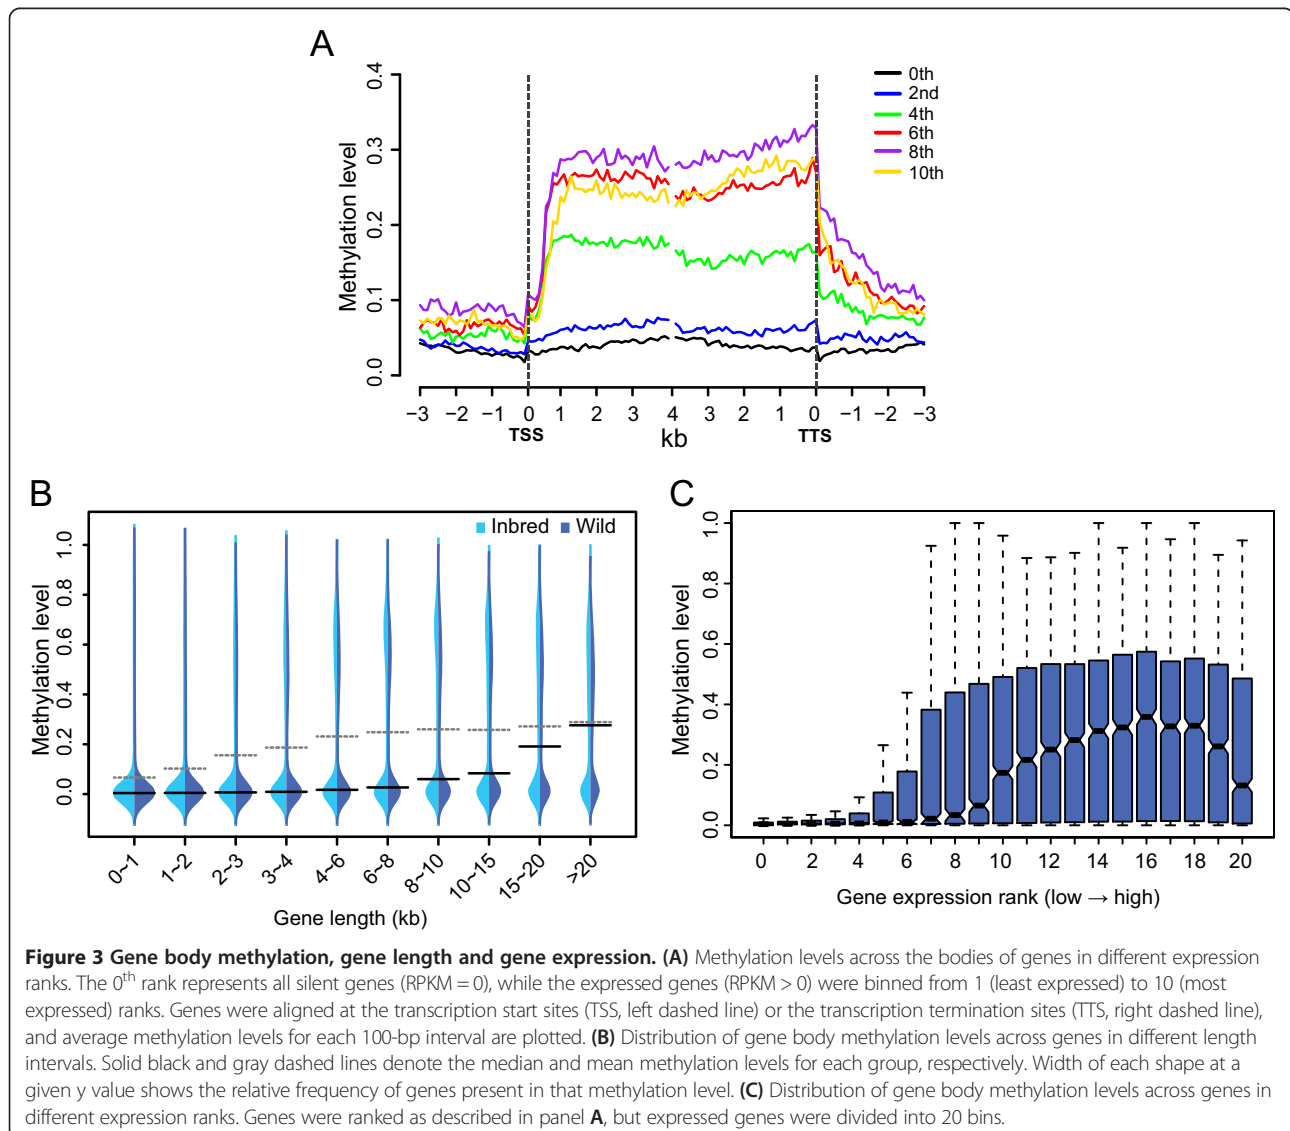 A
0.4
0.3
0.2
0.1
0.0
Methylation level
0th
2nd
4th
6th
8th
10th
−3 −2 −1 0 1 2 3 4 3 2 1 0 −1 −2 −3
TSS kb TTS
B
Inbred Wild
1.0
0.8
0.6
0.4
0.2
0.0
Methylation level
0~1 1~2 2~3 3~4 4~6 6~8 8~10 10~15 15~20 >20
Gene length (kb)
C
1.0
0.8
0.6
0.4
0.2
0.0
Methylation level
0 2 4 6 8 10 12 14 16 18 20
Gene expression rank (low → high)
Figure 3 Gene body methylation, gene length and gene expression. (A) Methylation levels across the bodies of genes in different expression
ranks. The 0th rank represents all silent genes (RPKM = 0), while the expressed genes (RPKM > 0) were binned from 1 (least expressed) to 10 (most
expressed) ranks. Genes were aligned at the transcription start sites (TSS, left dashed line) or the transcription termination sites (TTS, right dashed line),
and average methylation levels for each 100-bp interval are plotted. (B) Distribution of gene body methylation levels across genes in different length
intervals. Solid black and gray dashed lines denote the median and mean methylation levels for each group, respectively. Width of each shape at a
given y value shows the relative frequency of genes present in that methylation level. (C) Distribution of gene body methylation levels across genes in
different expression ranks. Genes were ranked as described in panel A, but expressed genes were divided into 20 bins.